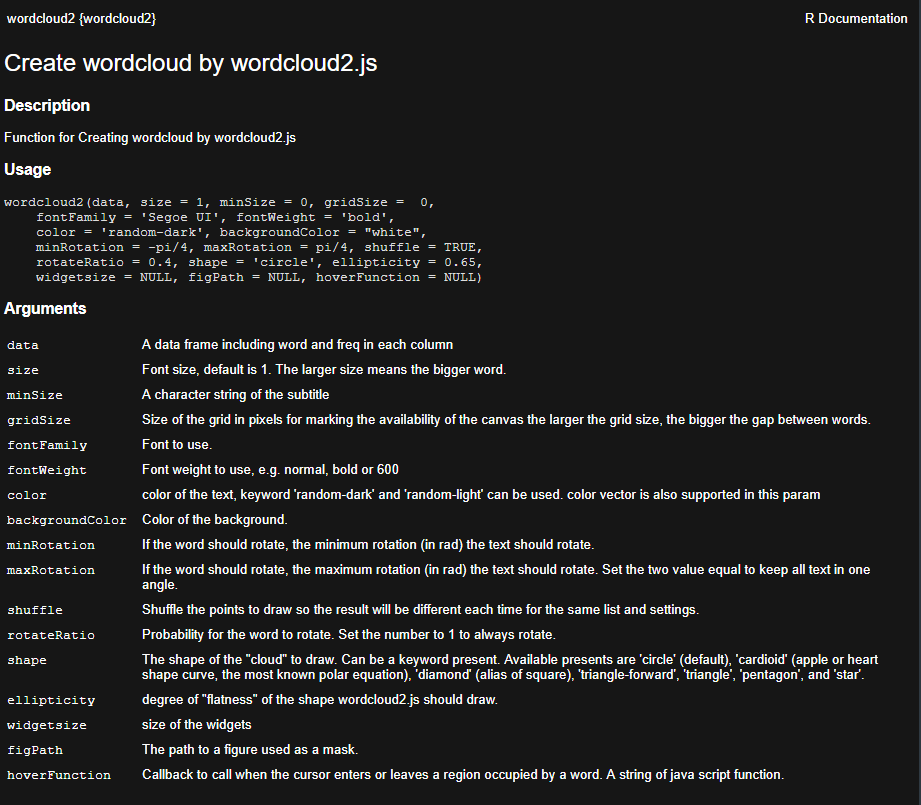 wordcloud2 {wordcloud2} R Documentation
Create wordcloud by wordcloud2.js
Description
Function for Creating wordcloud by wordcloud2.js
Usage
wordcloud2(data, size = 1, minSize = 0, gridSize =  0,
    fontFamily = 'Segoe UI', fontWeight = 'bold',
    color = 'random-dark', backgroundColor = "white",
    minRotation = -pi/4, maxRotation = pi/4, shuffle = TRUE,
    rotateRatio = 0.4, shape = 'circle', ellipticity = 0.65,
    widgetsize = NULL, figPath = NULL, hoverFunction = NULL)
Arguments
data A data frame including word and freq in each column
size Font size, default is 1. The larger size means the bigger word.
minSize A character string of the subtitle
gridSize Size of the grid in pixels for marking the availability of the canvas the larger the grid size, the bigger the gap between words.
fontFamily Font to use.
fontWeight Font weight to use, e.g. normal, bold or 600
color color of the text, keyword 'random-dark' and 'random-light' can be used. color vector is also supported in this param
backgroundColor Color of the background.
minRotation If the word should rotate, the minimum rotation (in rad) the text should rotate.
maxRotation If the word should rotate, the maximum rotation (in rad) the text should rotate. Set the two value equal to keep all text in one
angle.
shuffle Shuffle the points to draw so the result will be different each time for the same list and settings.
rotateRatio Probability for the word to rotate. Set the number to 1 to always rotate.
shape The shape of the "cloud" to draw. Can be a keyword present. Available presents are 'circle' (default), 'cardioid' (apple or heart
shape curve, the most known polar equation), 'diamond' (alias of square), 'triangle-forward', 'triangle', 'pentagon', and 'star'.
ellipticity degree of "flatness" of the shape wordcloud2.js should draw.
widgetsize size of the widgets
figPath The path to a figure used as a mask.
hoverFunction Callback to call when the cursor enters or leaves a region occupied by a word. A string of java script function.